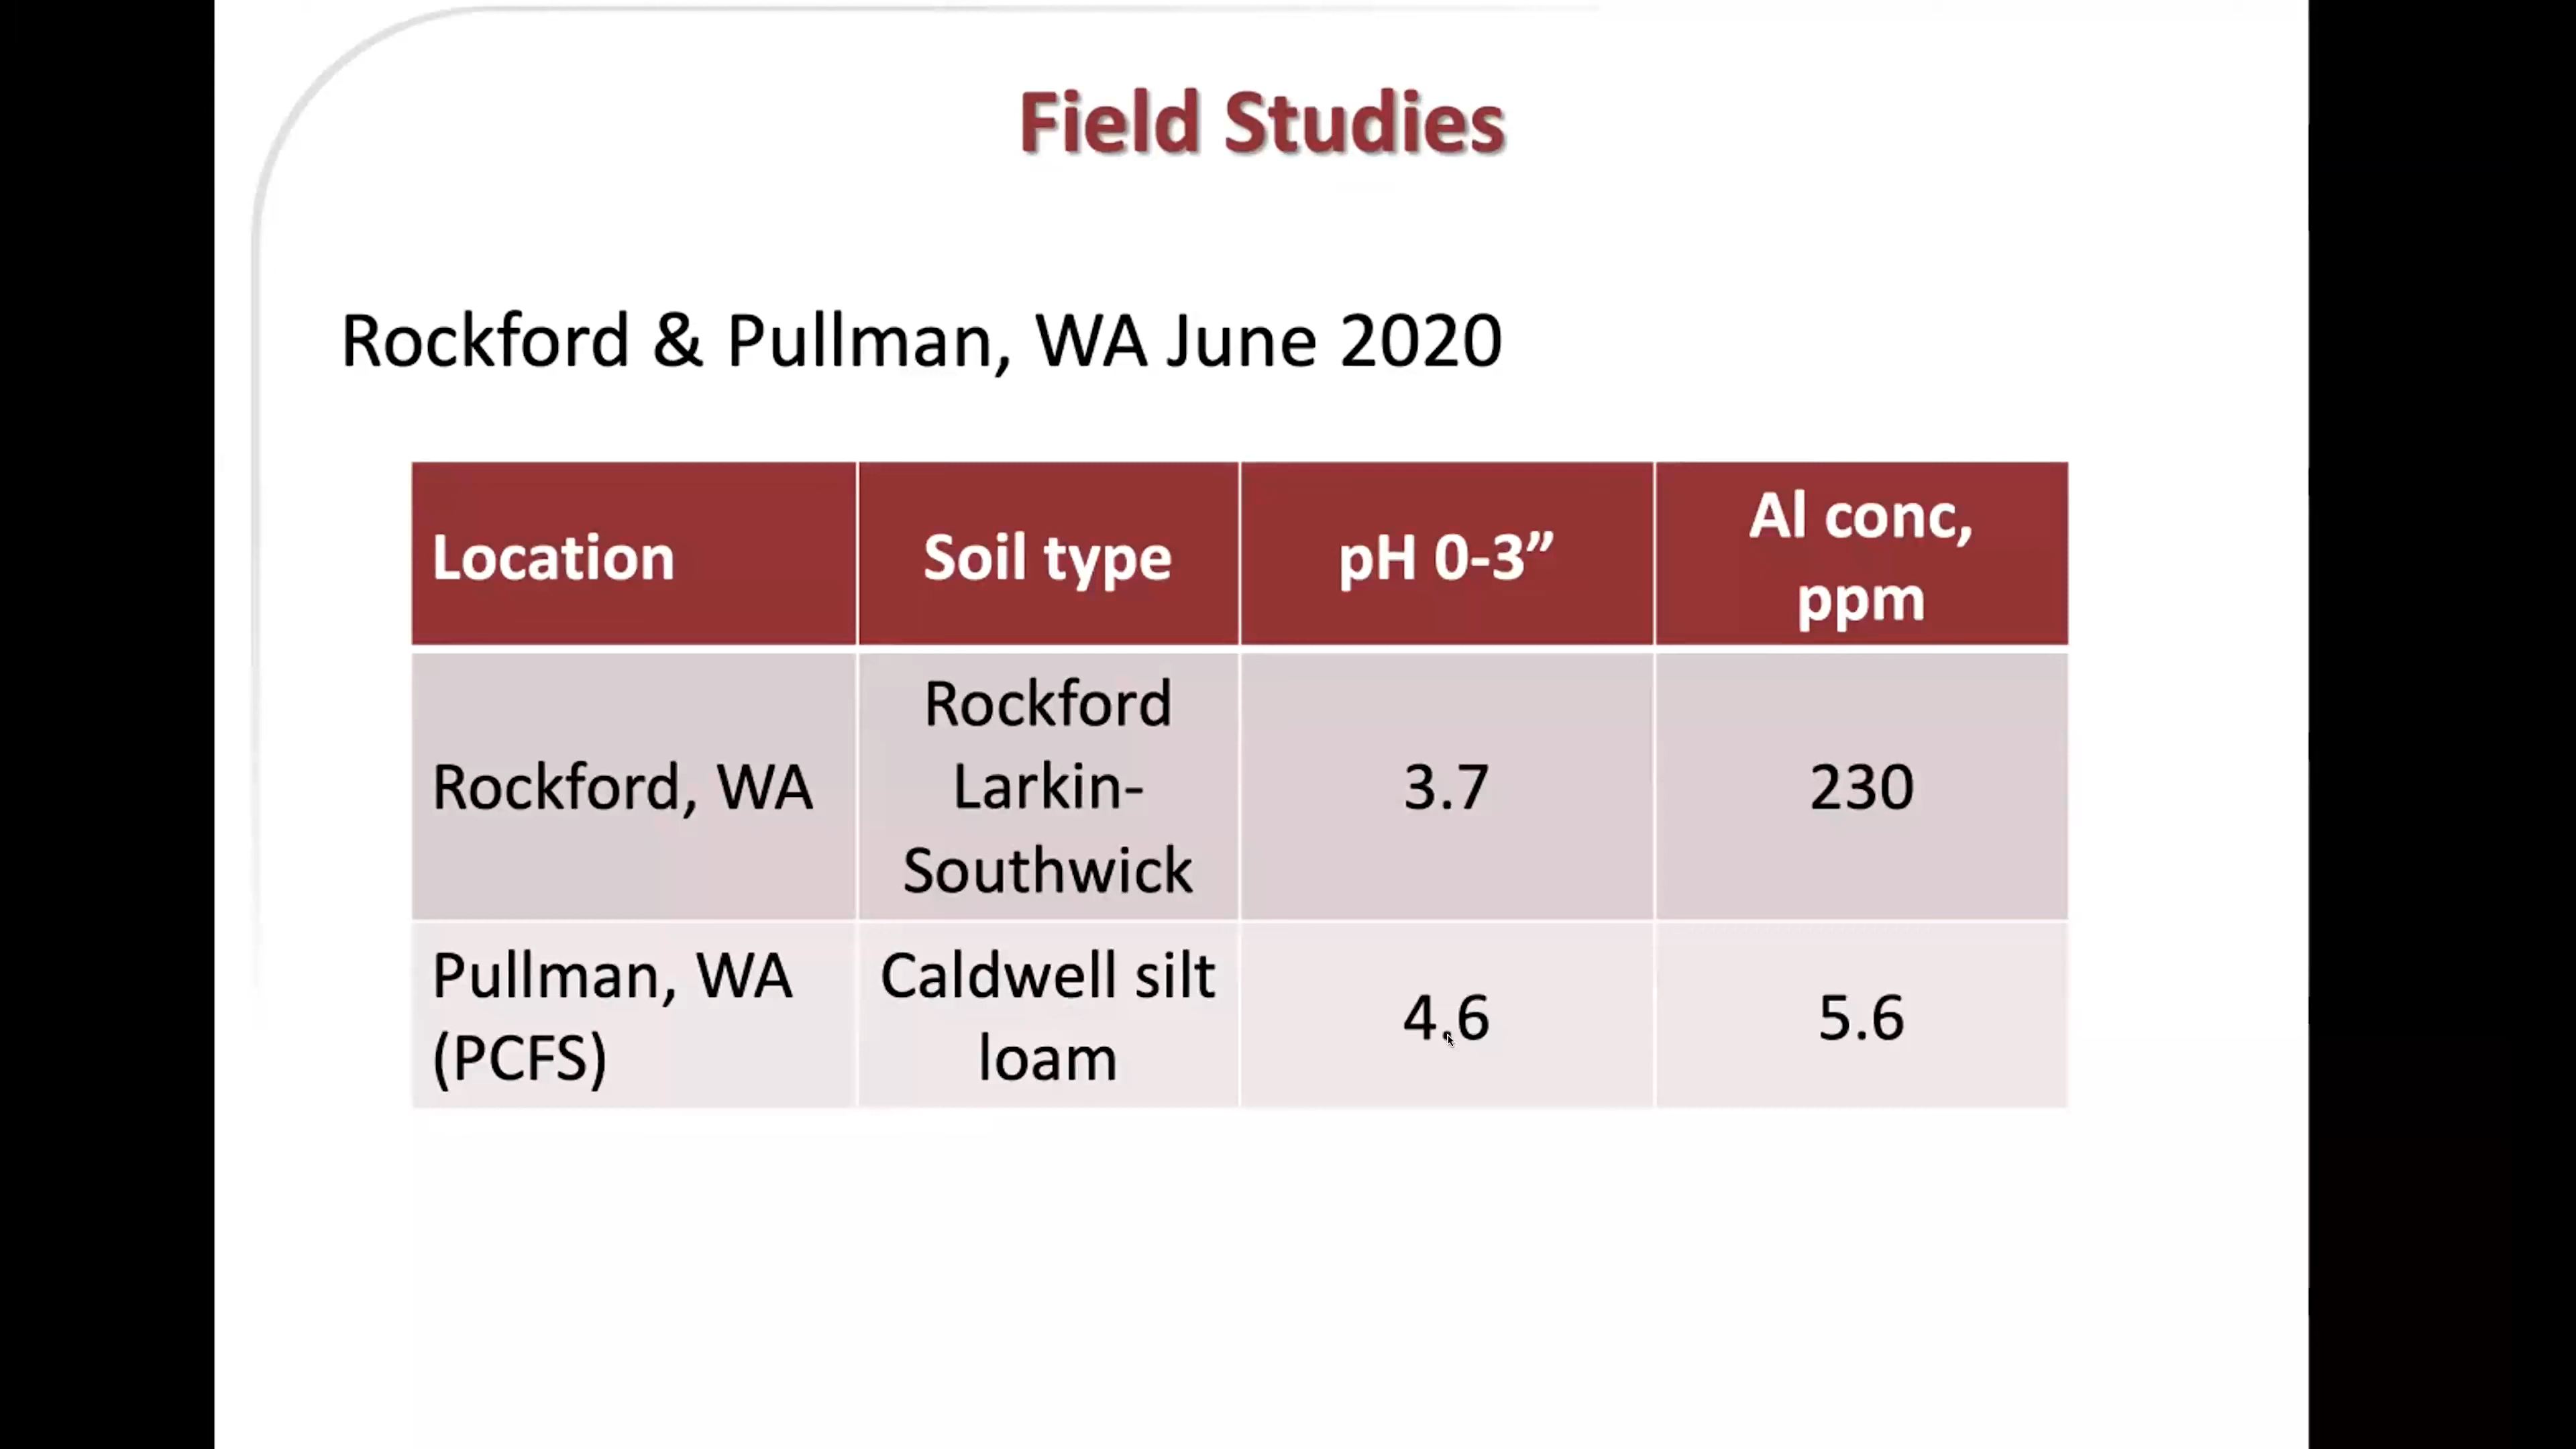 Field Studies
Rockford & Pullman, WA June 2020
Location
Soil type
pH 0-3”
Al conc,
ppm
Rockford, WA
Rockford
Larkin-
Southwick
3.7
230
Pullman, WA
(PCFS)
Caldwell silt
loam
4.6
5.6